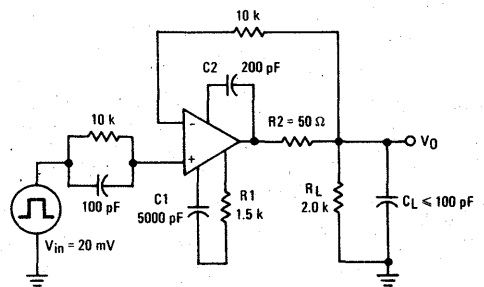 10 k
C2
200 pF
10 k
-
+
R2 = 50 Ω
V0
100 pF
C1
5000 pF
R1
1.5 k
RL
2.0 k
CL ≤ 100 pF
Vin = 20 mV